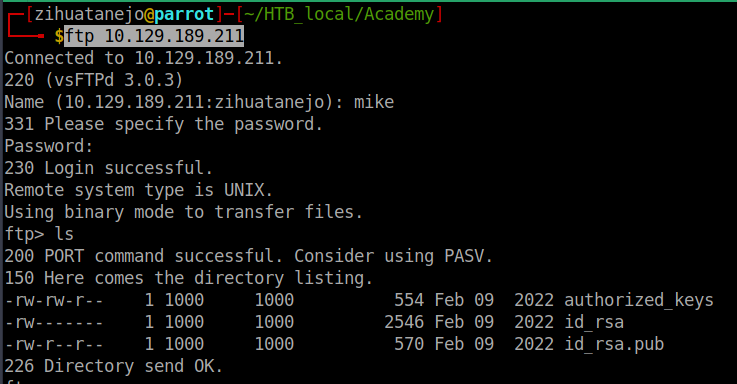 [zihuatanejo@parrot]-[~/HTB_local/Academy]
$ftp 10.129.189.211
Connected to 10.129.189.211.
220 (vsFTPd 3.0.3)
Name (10.129.189.211:zihuatanejo): mike
331 Please specify the password.
Password:
230 Login successful.
Remote system type is UNIX.
Using binary mode to transfer files.
ftp> ls
200 PORT command successful. Consider using PASV.
150 Here comes the directory listing.
-rw-rw-r--    1 1000     1000          554 Feb 09  2022 authorized_keys
-rw-------    1 1000     1000         2546 Feb 09  2022 id_rsa
-rw-r--r--    1 1000     1000          570 Feb 09  2022 id_rsa.pub
226 Directory send OK.